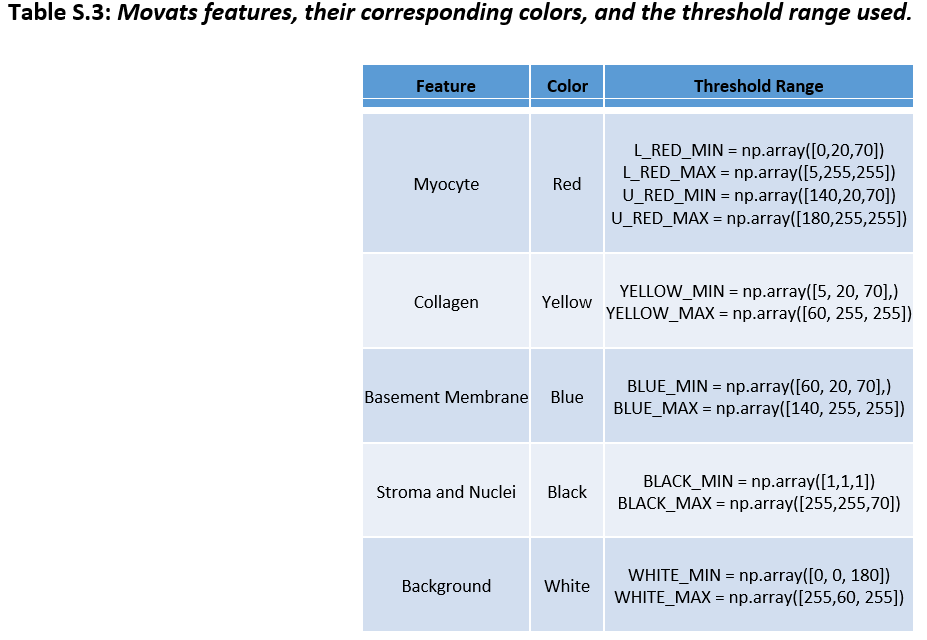 Table S.3: Movats features, their corresponding colors, and the threshold range used.
Feature Color Threshold Range
Myocyte Red L_RED_MIN = np.array([0,20,70])
L_RED_MAX = np.array([5,255,255])
U_RED_MIN = np.array([140,20,70])
U_RED_MAX = np.array([180,255,255])
Collagen Yellow YELLOW_MIN = np.array([5, 20, 70],)
YELLOW_MAX = np.array([60, 255, 255])
Basement Membrane Blue BLUE_MIN = np.array([60, 20, 70],)
BLUE_MAX = np.array([140, 255, 255])
Stroma and Nuclei Black BLACK_MIN = np.array([1,1,1])
BLACK_MAX = np.array([255,255,70])
Background White WHITE_MIN = np.array([0, 0, 180])
WHITE_MAX = np.array([255,60, 255])